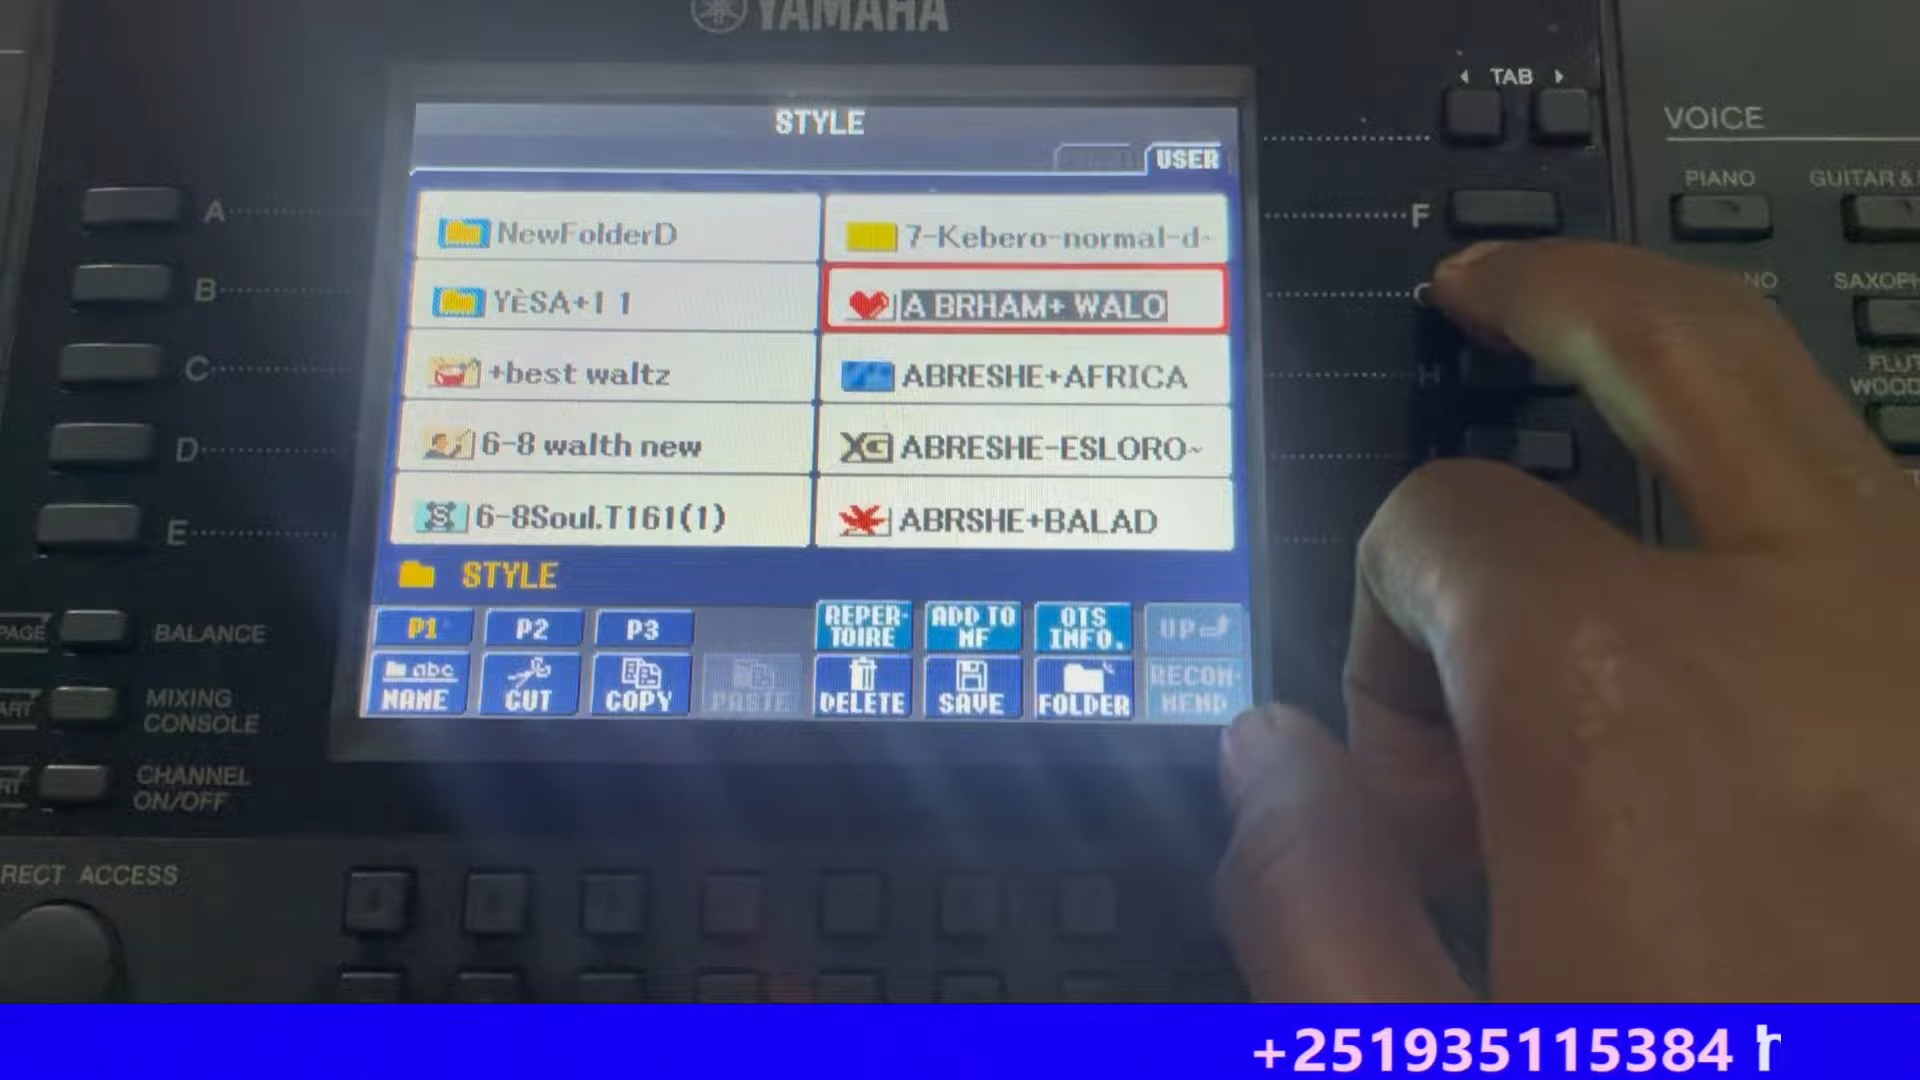 YAMAHA
STYLE
USER
NewFolderD
7-Kebero-normal-d~
YÈSA+1 1
A BRHAM+ WALO
+best waltz
ABRESHE+AFRICA
6-8 walth new
XG ABRESHE-ESLORO~
6-8Soul.T161(1)
ABRSHE+BALAD
STYLE
P1
P2
P3
REPER-
TOIRE
ADD TO
MF
OTS
INFO.
UP
abc
NAME
CUT
COPY
PASTE
DELETE
SAVE
FOLDER
RECOM-
MEND
A
B
C
D
E
PAGE
BALANCE
MIXING
CONSOLE
CHANNEL
ON/OFF
RECT ACCESS
TAB
F
H
VOICE
PIANO
GUITAR &
NO
SAXOPH
FLUT
WOOD
+251935115384